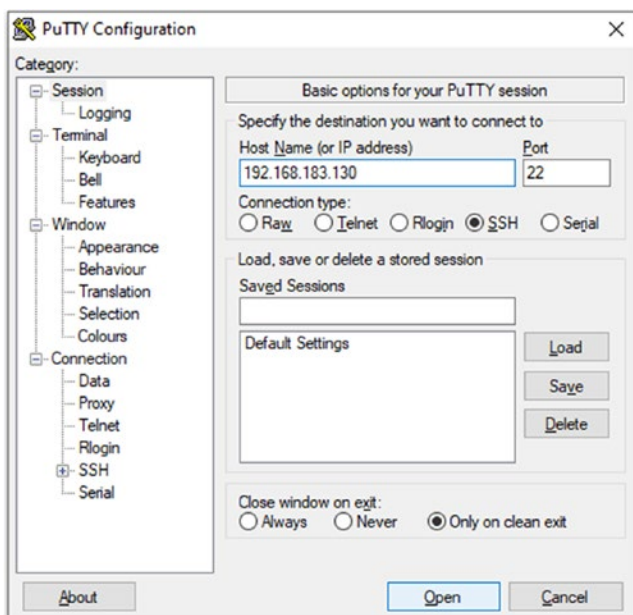 PuTTY Configuration
Category:
Session
Logging
Terminal
Keyboard
Bell
Features
Window
Appearance
Behaviour
Translation
Selection
Colours
Connection
Data
Proxy
Telnet
Rlogin
SSH
Serial
Basic options for your PuTTY session
Specify the destination you want to connect to
Host Name (or IP address) Port
192.168.183.130 22
Connection type:
Raw Telnet Rlogin SSH Serial
Load, save or delete a stored session
Saved Sessions
Default Settings
Load
Save
Delete
Close window on exit:
Always Never Only on clean exit
About Open Cancel